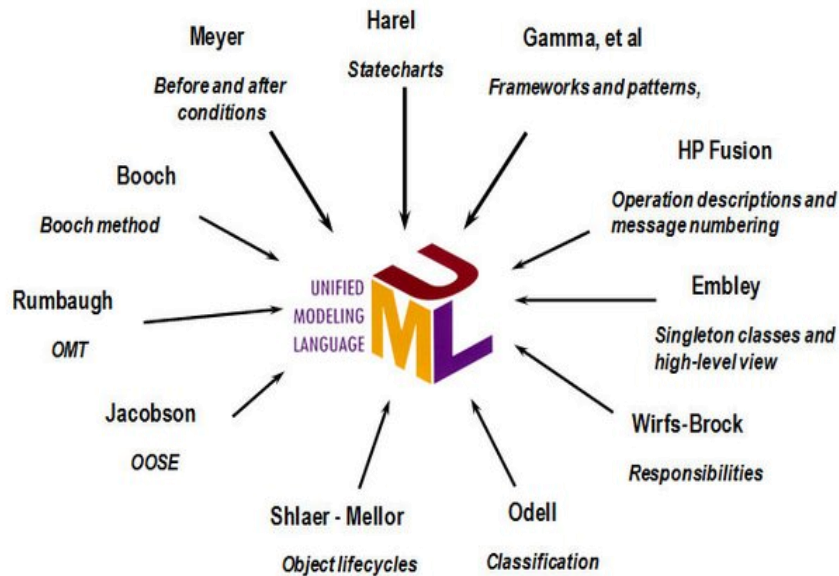 Meyer
Before and after
conditions
Harel
Statecharts
Gamma, et al
Frameworks and patterns,
HP Fusion
Operation descriptions and
message numbering
Embley
Singleton classes and
high-level view
Wirfs-Brock
Responsibilities
Odell
Classification
Shlaer - Mellor
Object lifecycles
Jacobson
OOSE
Rumbaugh
OMT
Booch
Booch method
UNIFIED
MODELING
LANGUAGE
UML